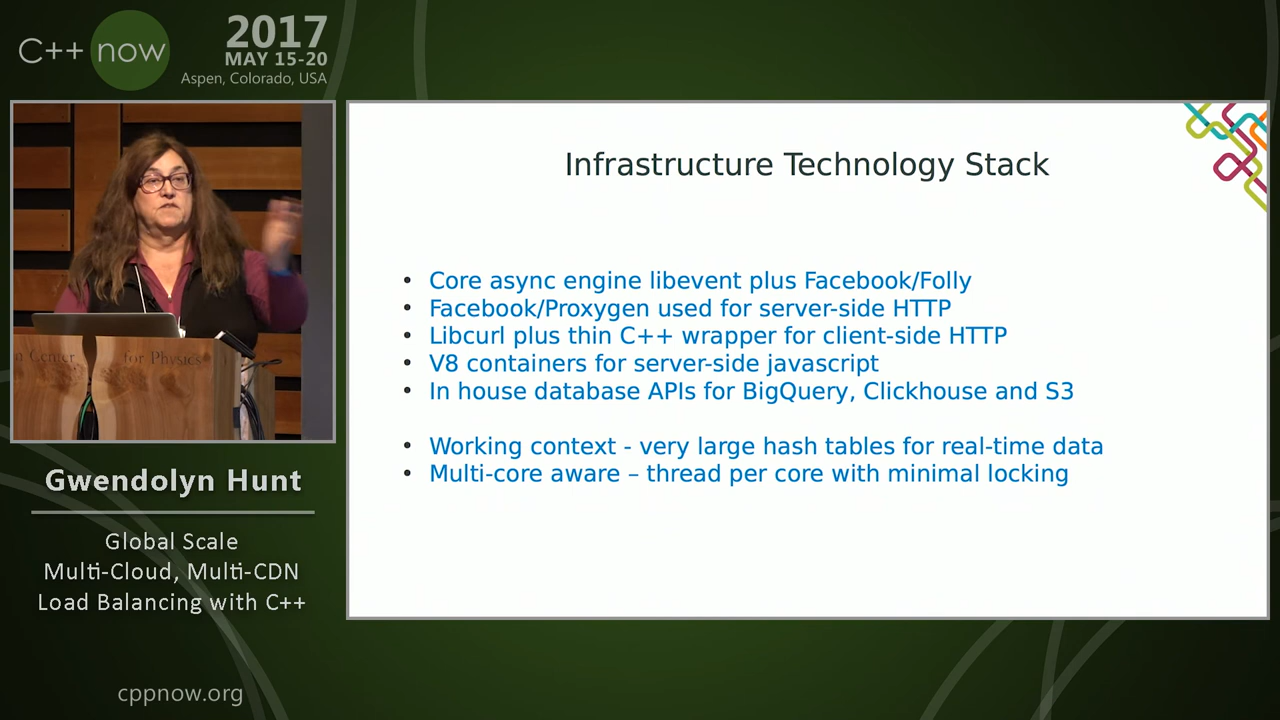 C++ now
2017
MAY 15-20
Aspen, Colorado, USA
Infrastructure Technology Stack
• Core async engine libevent plus Facebook/Folly
• Facebook/Proxygen used for server-side HTTP
• Libcurl plus thin C++ wrapper for client-side HTTP
• V8 containers for server-side javascript
• In house database APIs for BigQuery, Clickhouse and S3
• Working context - very large hash tables for real-time data
• Multi-core aware – thread per core with minimal locking
n Center for Physics
Gwendolyn Hunt
Global Scale
Multi-Cloud, Multi-CDN
Load Balancing with C++
cppnow.org